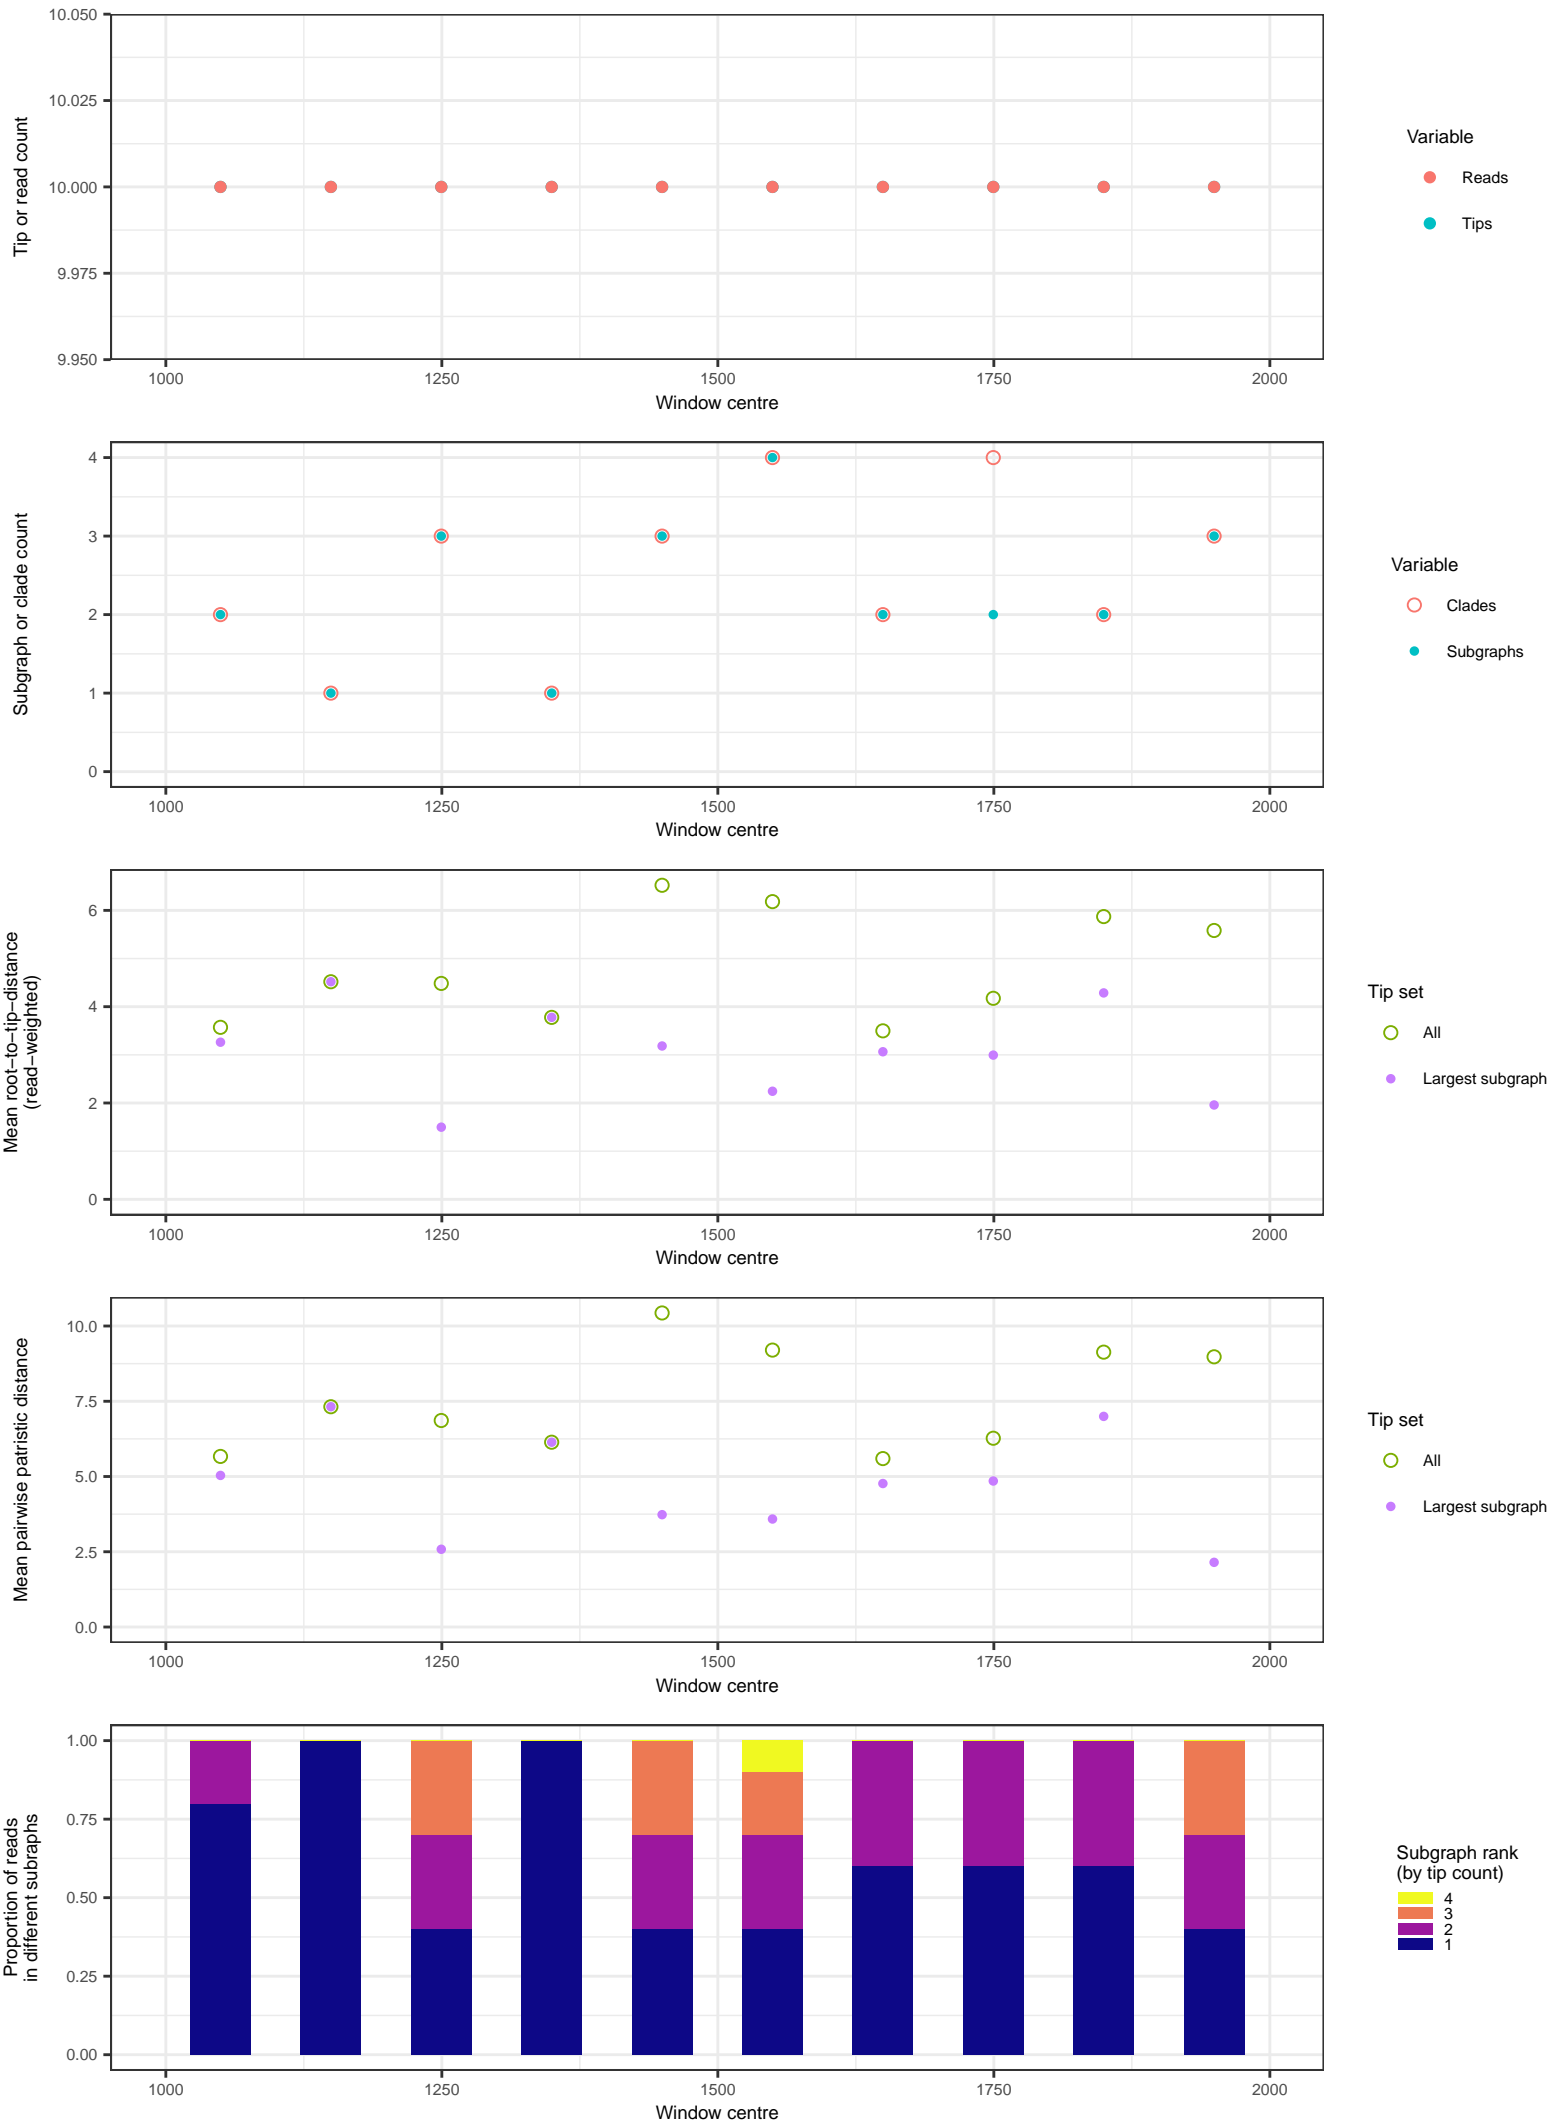 10.050
10.025
10.000
9.975
9.950
Tip or read count
1000 1250 1500 1750 2000
Window centre
Variable
Reads
Tips
4
3
2
1
0
Subgraph or clade count
1000 1250 1500 1750 2000
Window centre
Variable
Clades
Subgraphs
6
4
2
0
Mean root−to−tip−distance
(read−weighted)
1000 1250 1500 1750 2000
Window centre
Tip set
All
Largest subgraph
10.0
7.5
5.0
2.5
0.0
Mean pairwise patristic distance
1000 1250 1500 1750 2000
Window centre
Tip set
All
Largest subgraph
1.00
0.75
0.50
0.25
0.00
Proportion of reads
in different subraphs
1000 1250 1500 1750 2000
Window centre
Subgraph rank
(by tip count)
4
3
2
1